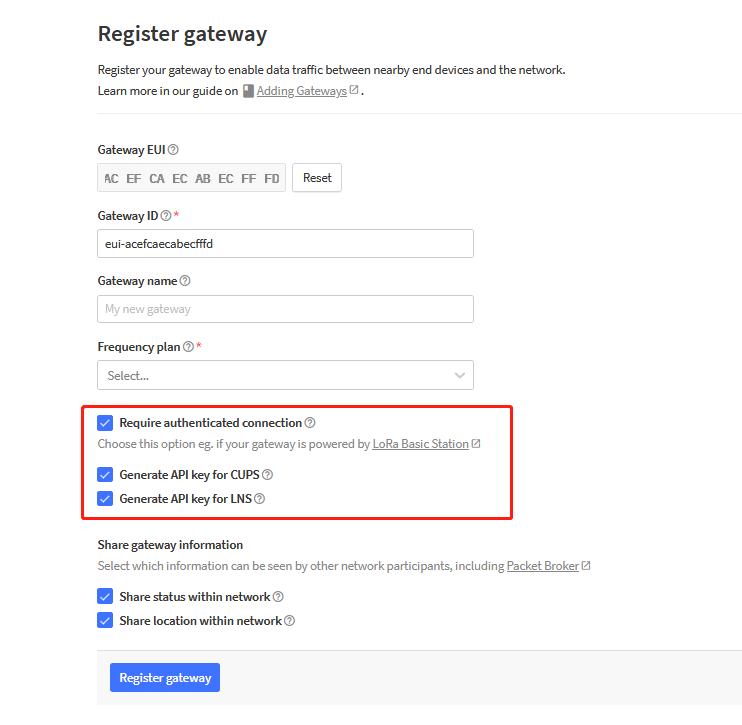 Register gateway
Register your gateway to enable data traffic between nearby end devices and the network.
Learn more in our guide on Adding Gateways .
Gateway EUI
AC EF CA EC AB EC FF FD Reset
Gateway ID *
eui-acefcaecabecfffd
Gateway name
My new gateway
Frequency plan *
Select...
Require authenticated connection
Choose this option eg. if your gateway is powered by LoRa Basic Station
Generate API key for CUPS
Generate API key for LNS
Share gateway information
Select which information can be seen by other network participants, including Packet Broker
Share status within network
Share location within network
Register gateway